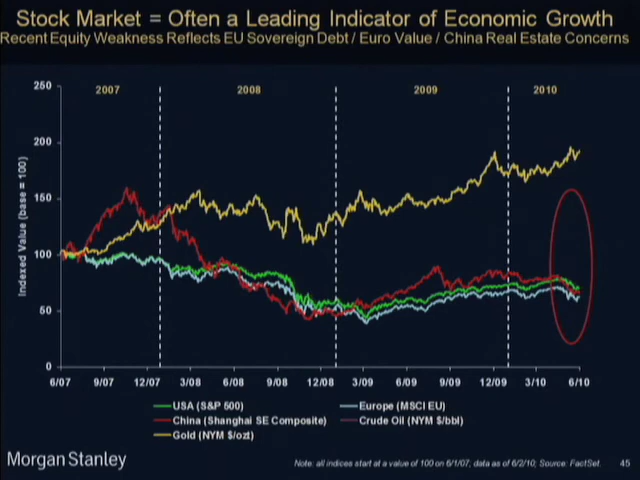 Stock Market = Often a Leading Indicator of Economic Growth
Recent Equity Weakness Reflects EU Sovereign Debt / Euro Value / China Real Estate Concerns
250
200
150
100
50
0
Indexed Value (base = 100)
2007 2008 2009 2010
6/07 9/07 12/07 3/08 6/08 9/08 12/08 3/09 6/09 9/09 12/09 3/10 6/10
USA (S&P 500) Europe (MSCI EU)
China (Shanghai SE Composite) Crude Oil (NYM $/bbl)
Gold (NYM $/ozt)
Morgan Stanley
Note: all indices start at a value of 100 on 6/1/07; data as of 6/2/10; Source: FactSet. 45